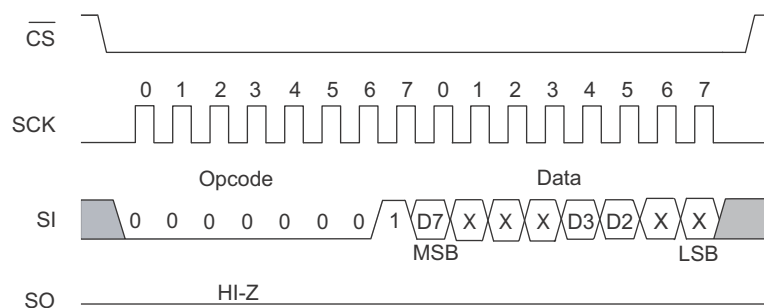 CS
0 1 2 3 4 5 6 7 0 1 2 3 4 5 6 7
SCK
Opcode Data
SI 0 0 0 0 0 0 0 1 D7 X X X D3 D2 X X
MSB LSB
HI-Z
SO